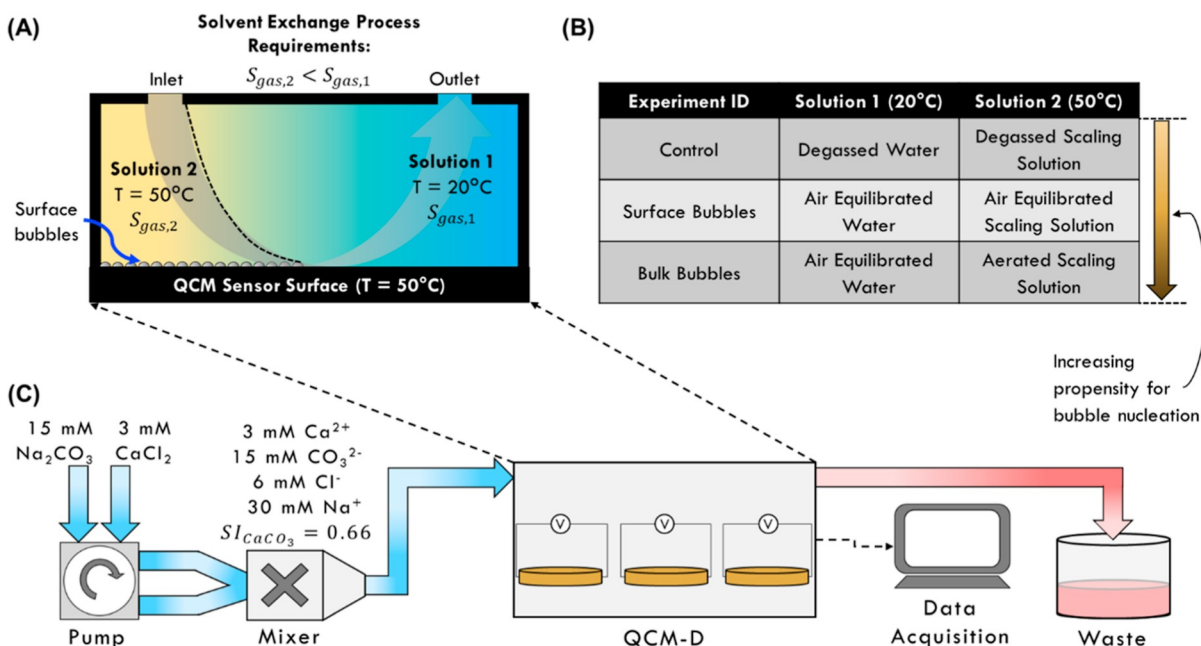 (A)
Solvent Exchange Process
Requirements:
S_gas,2 < S_gas,1
Inlet
Outlet
Solution 2
T = 50°C
S_gas,2
Solution 1
T = 20°C
S_gas,1
Surface
bubbles
QCM Sensor Surface (T = 50°C)
(B)
Experiment ID
Solution 1 (20°C)
Solution 2 (50°C)
Control
Degassed Water
Degassed Scaling
Solution
Surface Bubbles
Air Equilibrated
Water
Air Equilibrated
Scaling Solution
Bulk Bubbles
Air Equilibrated
Water
Aerated Scaling
Solution
Increasing
propensity for
bubble nucleation
(C)
15 mM
Na₂CO₃
3 mM
CaCl₂
3 mM Ca²⁺
15 mM CO₃²⁻
6 mM Cl⁻
30 mM Na⁺
SI_CaCO₃ = 0.66
V
V
V
Pump
Mixer
QCM-D
Data
Acquisition
Waste